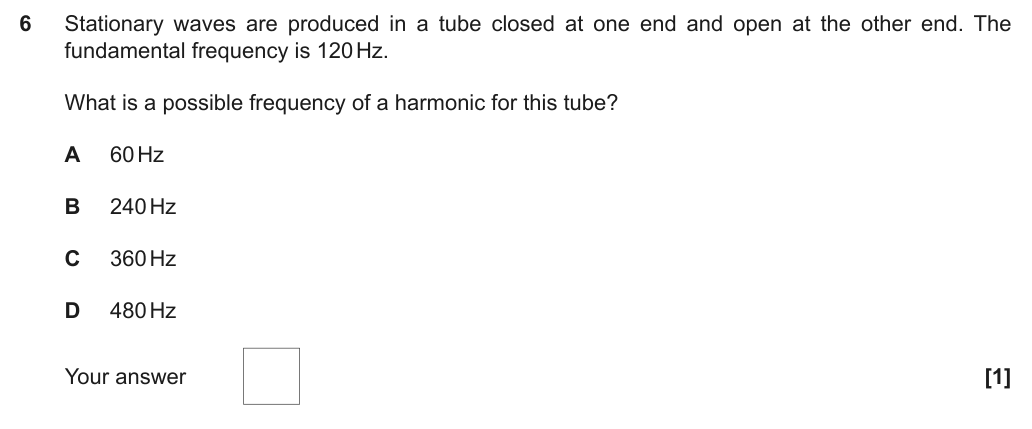 6 Stationary waves are produced in a tube closed at one end and open at the other end. The
fundamental frequency is 120 Hz.
What is a possible frequency of a harmonic for this tube?
A 60 Hz
B 240 Hz
C 360 Hz
D 480 Hz
Your answer [1]